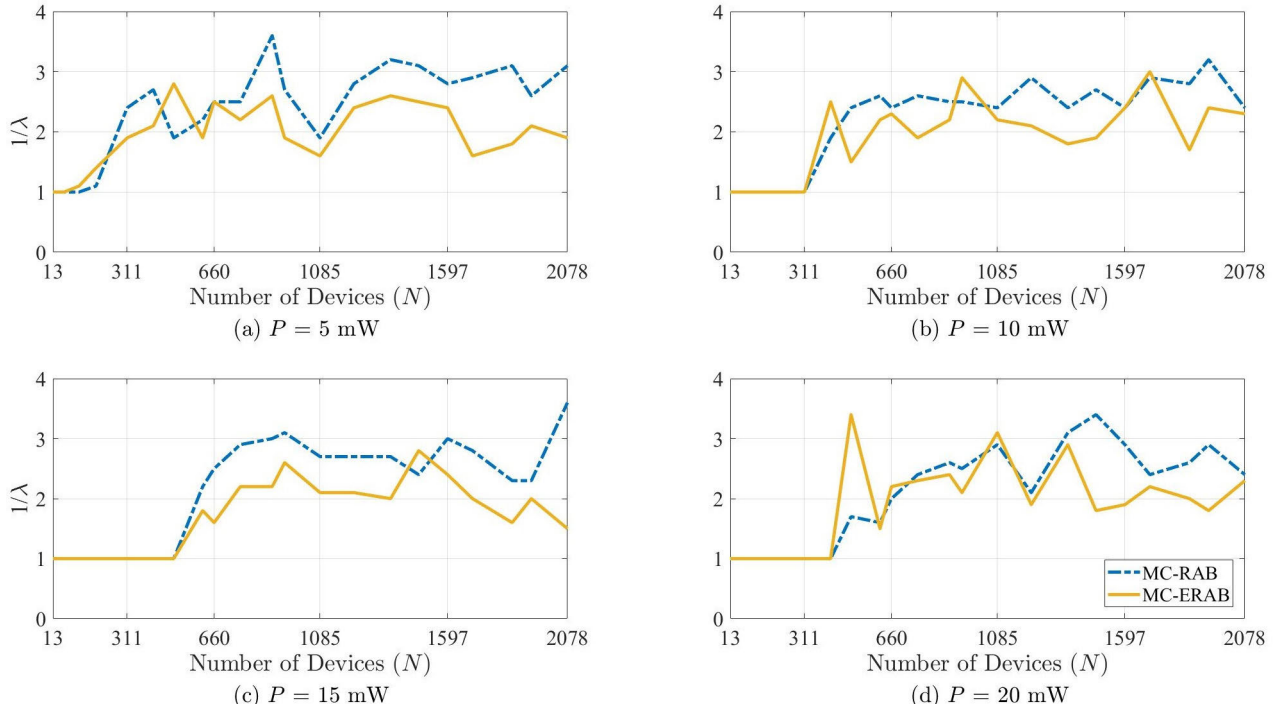 4
3
2
1
0
1/λ
13 311 660 1085 1597 2078
Number of Devices (N)
(a) P = 5 mW
4
3
2
1
0
13 311 660 1085 1597 2078
Number of Devices (N)
(b) P = 10 mW
4
3
2
1
0
1/λ
13 311 660 1085 1597 2078
Number of Devices (N)
(c) P = 15 mW
4
3
2
1
0
MC-RAB
MC-ERAB
13 311 660 1085 1597 2078
Number of Devices (N)
(d) P = 20 mW